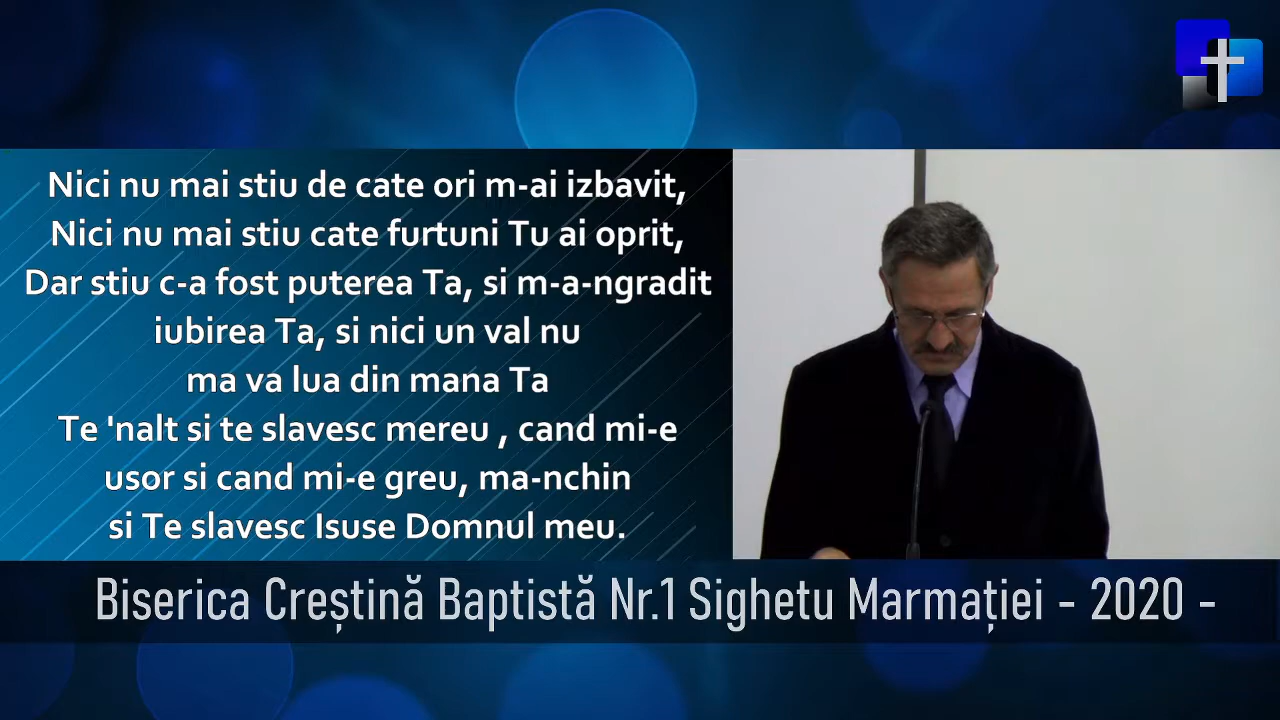 Nici nu mai stiu de cate ori m-ai izbavit,
Nici nu mai stiu cate furtuni Tu ai oprit,
Dar stiu c-a fost puterea Ta, si m-a-ngradit
iubirea Ta, si nici un val nu
ma va lua din mana Ta
Te 'nalt si te slavesc mereu , cand mi-e
usor si cand mi-e greu, ma-nchin
si Te slavesc Isuse Domnul meu.
Biserica Creștină Baptistă Nr.1 Sighetu Marmației - 2020 -